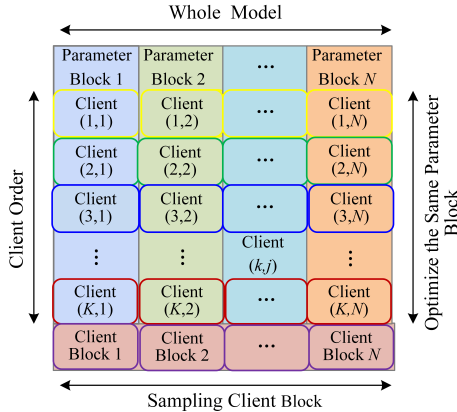 Whole Model
Parameter Block 1
Parameter Block 2
...
Parameter Block N
Client (1,1)
Client (1,2)
...
Client (1,N)
Client (2,1)
Client (2,2)
...
Client (2,N)
Client (3,1)
Client (3,2)
...
Client (3,N)
⋮
⋮
Client (k,j)
⋮
Client (K,1)
Client (K,2)
...
Client (K,N)
Client Block 1
Client Block 2
...
Client Block N
Sampling Client Block
Client Order
Optimize the Same Parameter
Block